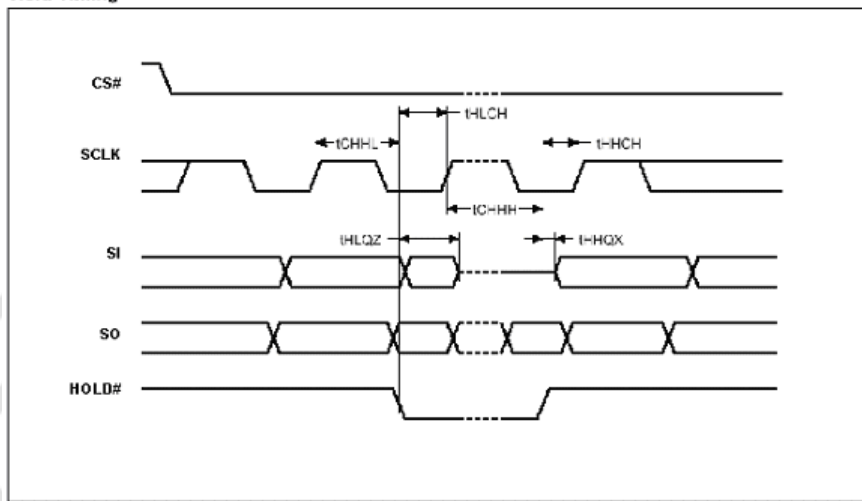 CS#
tHLCH
tCHHL
tHHCH
SCLK
tCHHH
tHLQZ
tHHQX
SI
SO
HOLD#